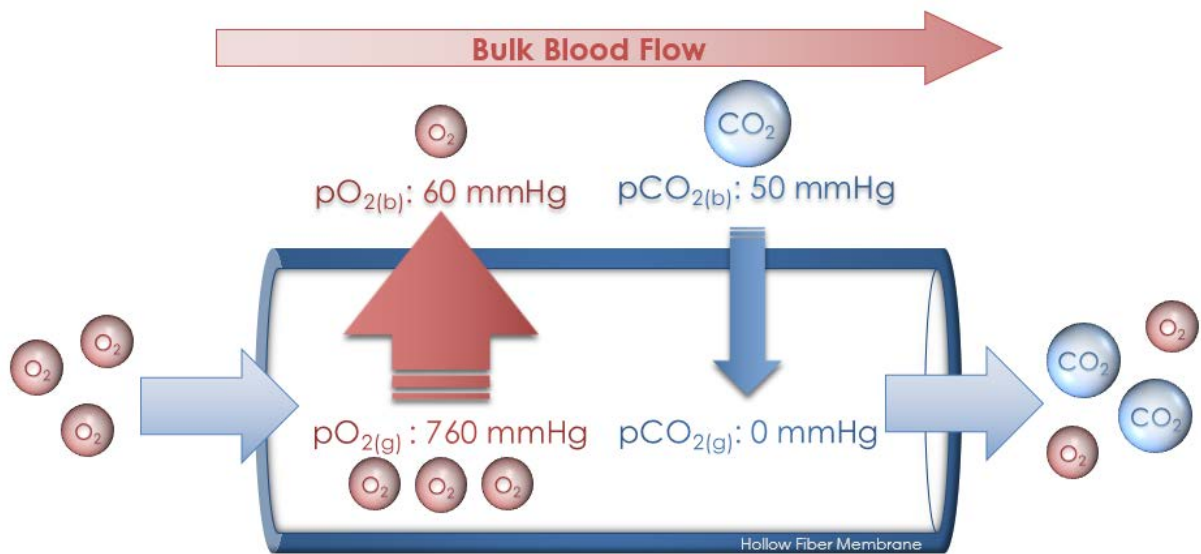 Bulk Blood Flow
O₂
CO₂
pO₂(b): 60 mmHg
pCO₂(b): 50 mmHg
O₂
O₂
O₂
pO₂(g) : 760 mmHg
pCO₂(g): 0 mmHg
O₂ O₂ O₂
O₂
CO₂
CO₂
O₂
Hollow Fiber Membrane